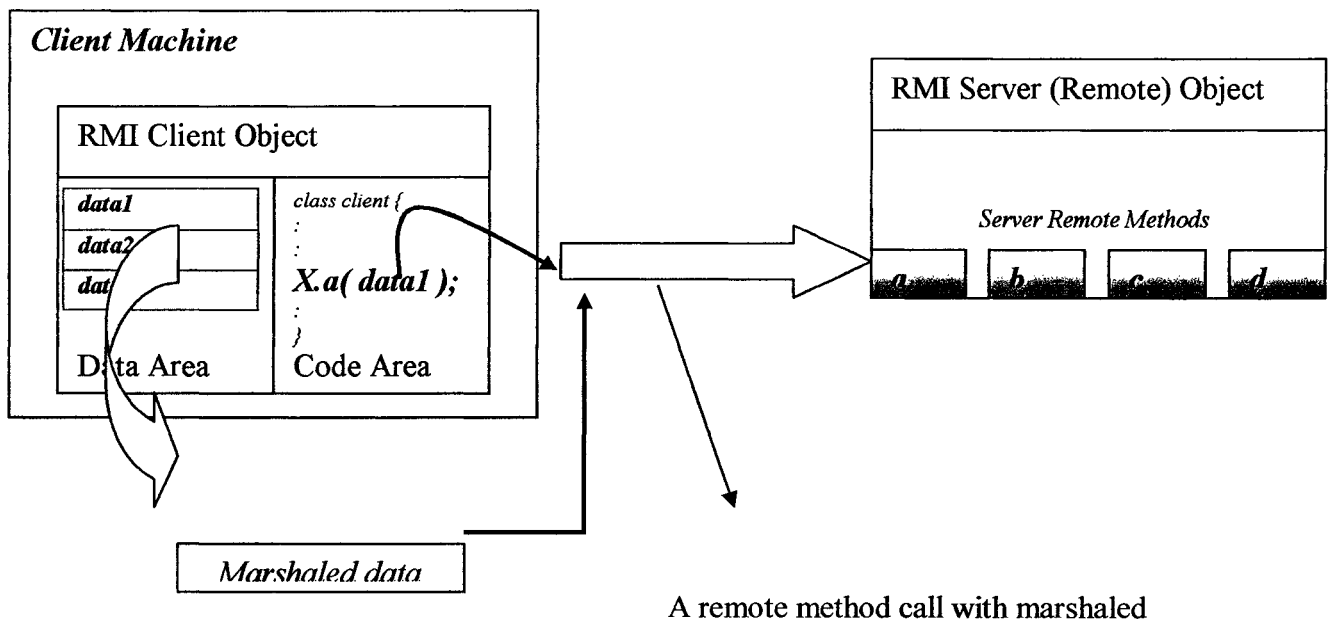 Client Machine
RMI Client Object
data1
data2
dat
Data Area
class client {
:
:
X.a( data1 );
:
}
Code Area
RMI Server (Remote) Object
Server Remote Methods
a b c d
Marshaled data
A remote method call with marshaled